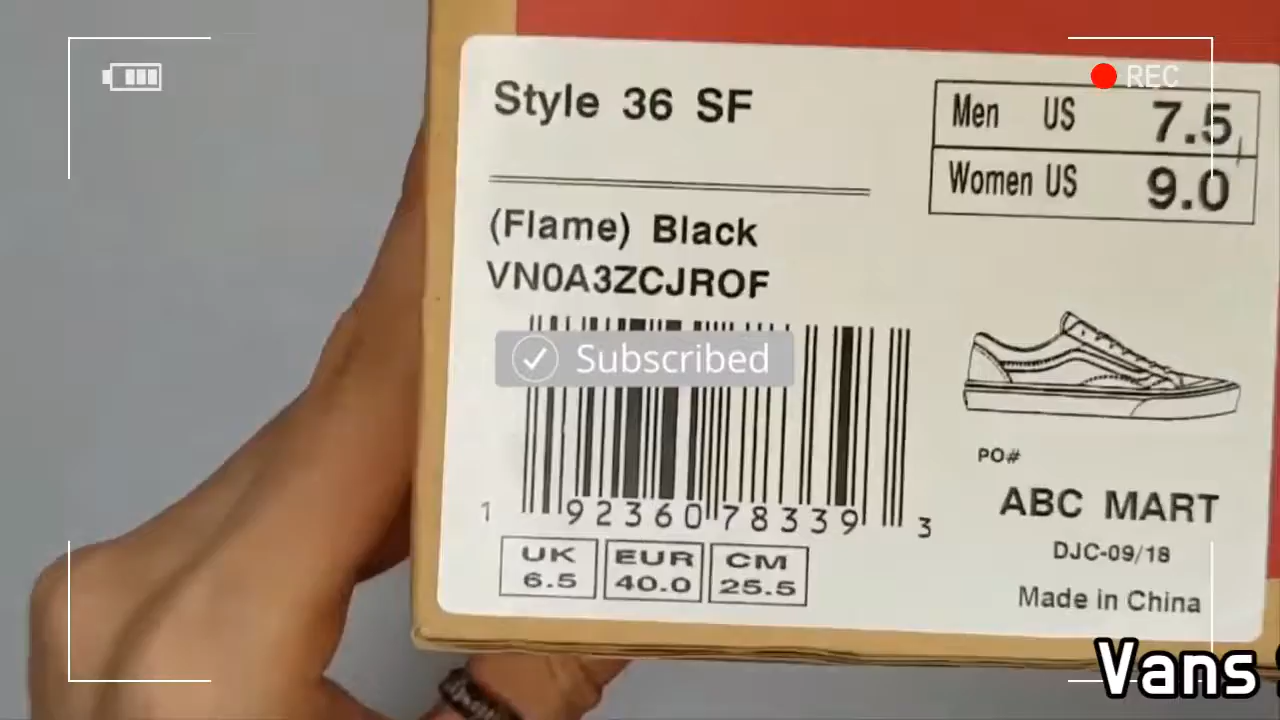 REC
Style 36 SF
Men US 7.5
Women US 9.0
(Flame) Black
VN0A3ZCJROF
Subscribed
1 92360 78339 3
PO#
ABC MART
DJC-09/18
Made in China
UK EUR CM
6.5 40.0 25.5
Vans